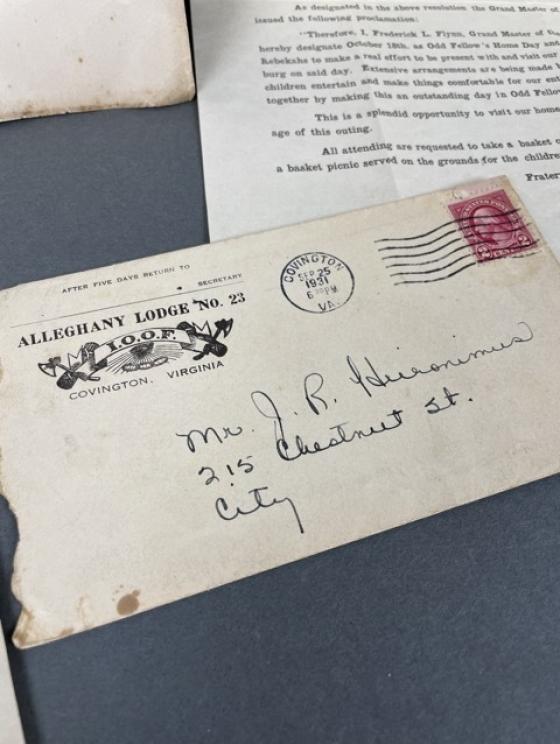 As designated in the above resolution the Grand Master of
issued the following proclamation:
"Therefore, I, Frederick L. Flynn, Grand Master of
hereby designate October 18th. as Odd Fellow's Home Day and
Rebekahs to make a real effort to be present with and visit our
burg on said day. Extensive arrangements are being made
children entertain and make things comfortable for our
together by making this an outstanding day in Odd
This is a splendid opportunity to visit our home
age of this outing.
All attending are requested to take a basket
a basket picnic served on the grounds for the
AFTER FIVE DAYS RETURN TO
SECRETARY
ALLEGHANY LODGE No. 23
I.O.O.F.
COVINGTON, VIRGINIA
COVINGTON
SEP 25
1931
6 PM
VA.
2 CENTS 2
Mr. J. R. Hieronimus
215 Chestnut St.
City